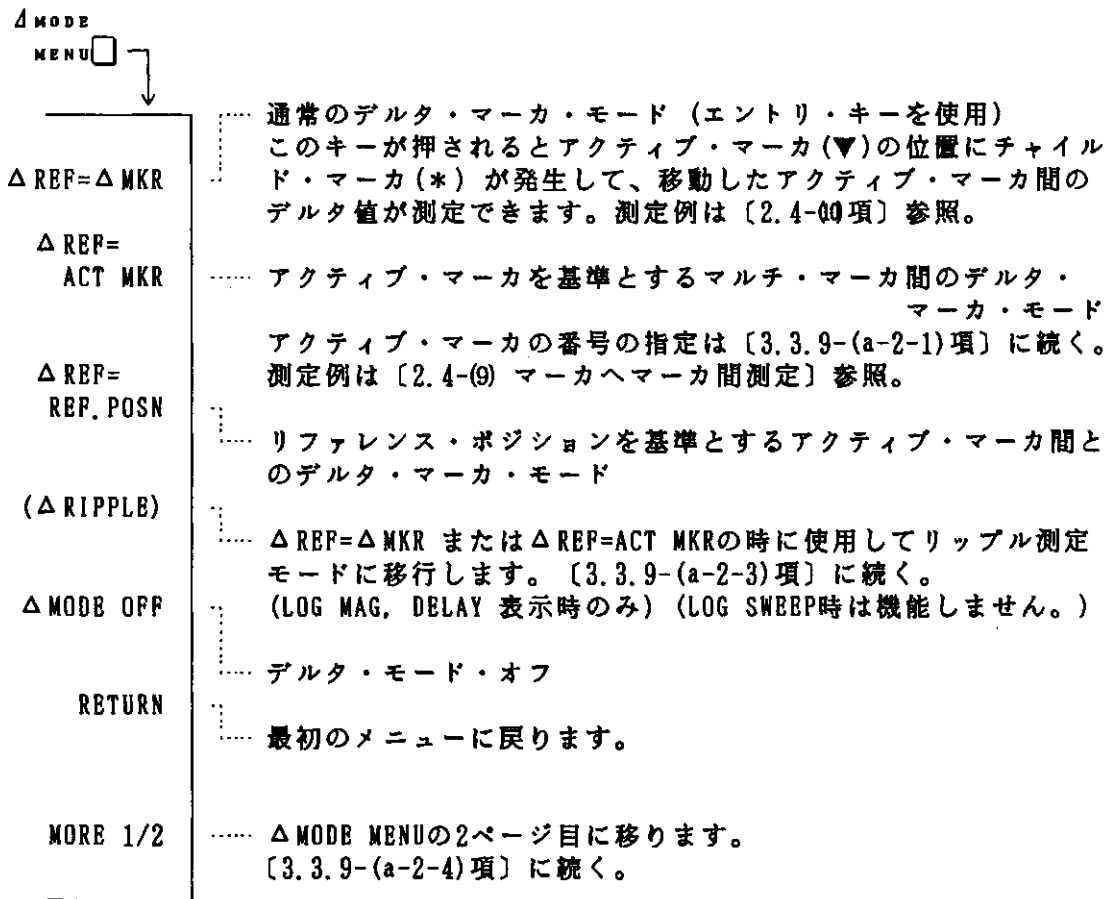 ΔMODE
MENU
通常のデルタ・マーカ・モード (エントリ・キーを使用)
このキーが押されるとアクティブ・マーカ(▼)の位置にチャイル
ΔREF=ΔMKR
ド・マーカ(*) が発生して、移動したアクティブ・マーカ間の
デルタ値が測定できます。測定例は〔2.4-⑽項〕参照。
ΔREF=
ACT MKR
アクティブ・マーカを基準とするマルチ・マーカ間のデルタ・
マーカ・モード
アクティブ・マーカの番号の指定は〔3.3.9-(a-2-1)項〕に続く。
測定例は〔2.4-⑼ マーカへマーカ間測定〕参照。
ΔREF=
REF.POSN
リファレンス・ポジションを基準とするアクティブ・マーカ間と
のデルタ・マーカ・モード
(ΔRIPPLE)
ΔREF=ΔMKR またはΔREF=ACT MKRの時に使用してリップル測定
モードに移行します。〔3.3.9-(a-2-3)項〕に続く。
ΔMODE OFF
(LOG MAG, DELAY 表示時のみ) (LOG SWEEP時は機能しません。)
デルタ・モード・オフ
RETURN
最初のメニューに戻ります。
MORE 1/2
ΔMODE MENUの2ページ目に移ります。
〔3.3.9-(a-2-4)項〕に続く。